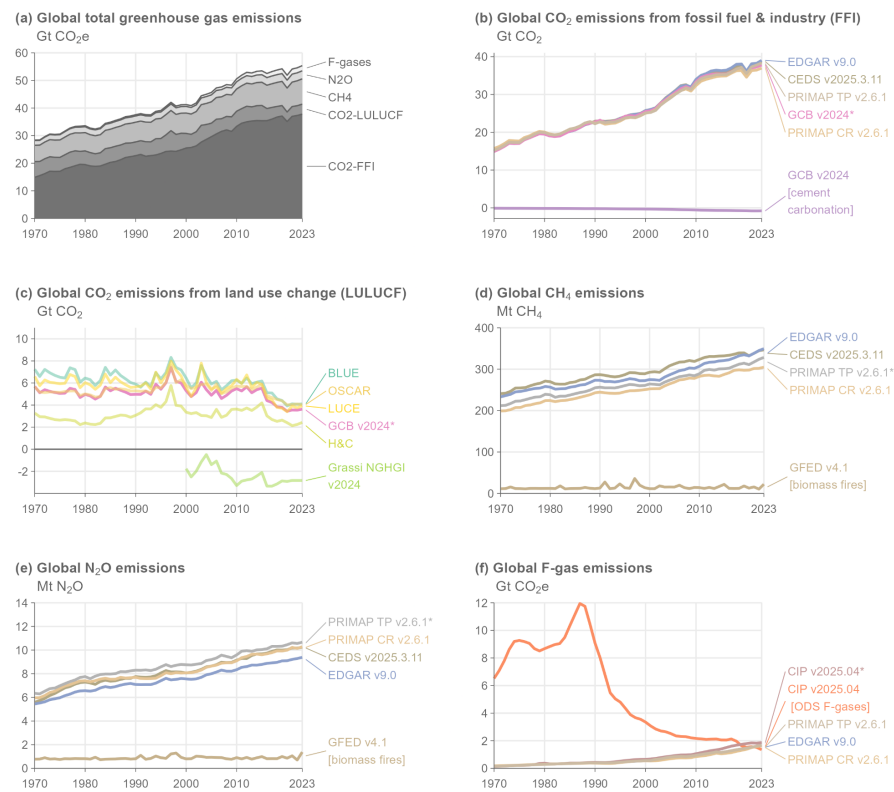 (a) Global total greenhouse gas emissions
Gt CO₂e
60
50
40
30
20
10
0
1970
1980
1990
2000
2010
2023
F-gases
N2O
CH4
CO2-LULUCF
CO2-FFI
(b) Global CO₂ emissions from fossil fuel & industry (FFI)
Gt CO₂
40
30
20
10
0
1970
1980
1990
2000
2010
2023
EDGAR v9.0
CEDS v2025.3.11
PRIMAP TP v2.6.1
GCB v2024*
PRIMAP CR v2.6.1
GCB v2024
[cement
carbonation]
(c) Global CO₂ emissions from land use change (LULUCF)
Gt CO₂
10
8
6
4
2
0
-2
1970
1980
1990
2000
2010
2023
BLUE
OSCAR
LUCE
GCB v2024*
H&C
Grassi NGHGI
v2024
(d) Global CH₄ emissions
Mt CH₄
400
300
200
100
0
1970
1980
1990
2000
2010
2023
EDGAR v9.0
CEDS v2025.3.11
PRIMAP TP v2.6.1*
PRIMAP CR v2.6.1
GFED v4.1
[biomass fires]
(e) Global N₂O emissions
Mt N₂O
14
12
10
8
6
4
2
0
1970
1980
1990
2000
2010
2023
PRIMAP TP v2.6.1*
PRIMAP CR v2.6.1
CEDS v2025.3.11
EDGAR v9.0
GFED v4.1
[biomass fires]
(f) Global F-gas emissions
Gt CO₂e
12
10
8
6
4
2
0
1970
1980
1990
2000
2010
2023
CIP v2025.04*
CIP v2025.04
[ODS F-gases]
PRIMAP TP v2.6.1
EDGAR v9.0
PRIMAP CR v2.6.1